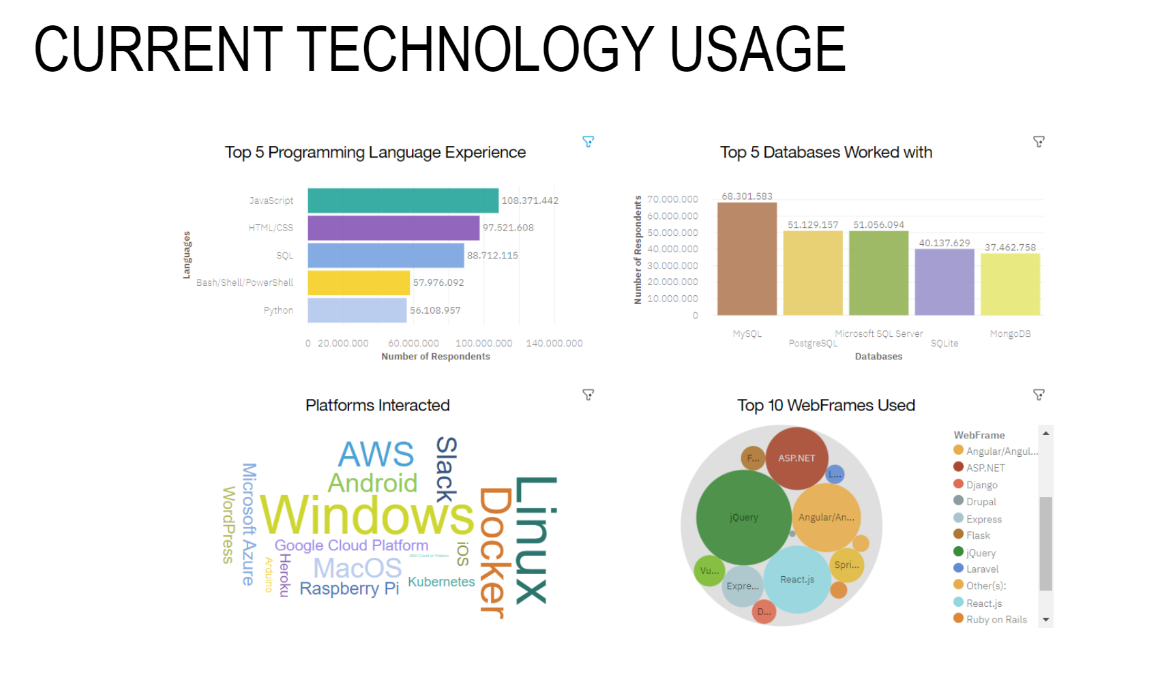 CURRENT TECHNOLOGY USAGE
Top 5 Programming Language Experience
Languages
JavaScript
108.371.442
HTML/CSS
97.521.608
SQL
88.712.115
Bash/Shell/PowerShell
57.976.092
Python
56.108.957
0 20.000.000 60.000.000 100.000.000 140.000.000
Number of Respondents
Top 5 Databases Worked with
Number of Respondents
70.000.000
60.000.000
50.000.000
40.000.000
30.000.000
20.000.000
10.000.000
0
68.301.583
51.129.157
51.056.094
40.137.629
37.462.758
MySQL
PostgreSQL
Microsoft SQL Server
SQLite
MongoDB
Databases
Platforms Interacted
AWS
Slack
Android
Microsoft Azure
WordPress
Windows
Linux
Docker
Google Cloud Platform
iOS
MacOS
Arduino
Heroku
Raspberry Pi
Kubernetes
Top 10 WebFrames Used
F...
ASP.NET
L...
jQuery
Angular/An...
Vu...
Expre...
React.js
Spri...
D...
WebFrame
Angular/Angul...
ASP.NET
Django
Drupal
Express
Flask
jQuery
Laravel
Other(s):
React.js
Ruby on Rails